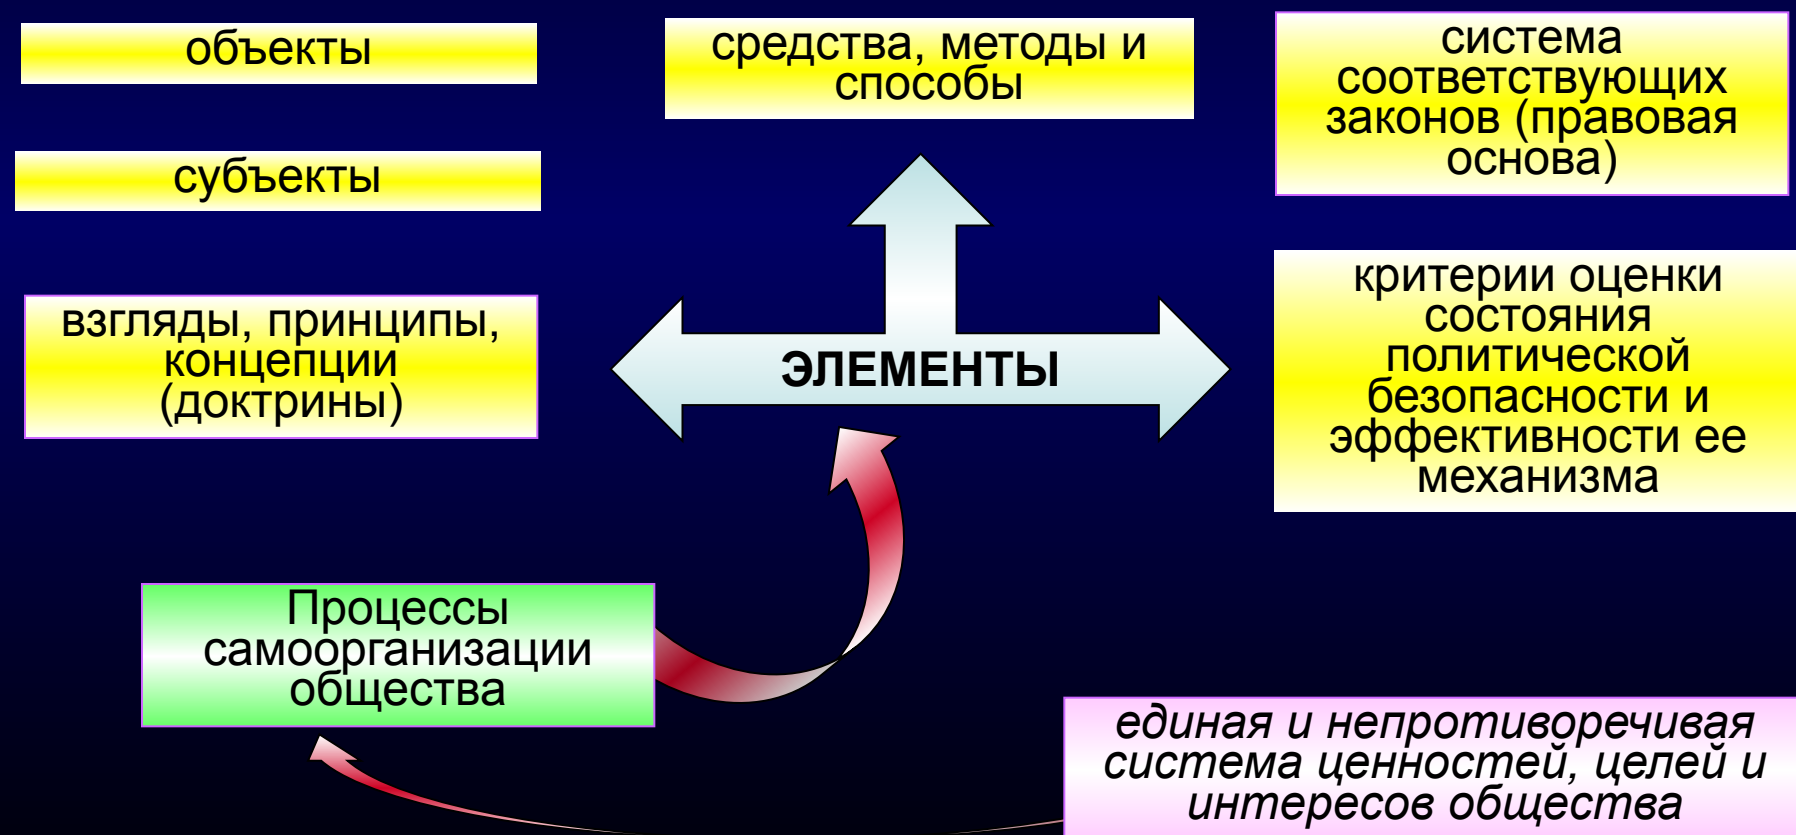 объекты
субъекты
взгляды, принципы,
концепции
(доктрины)
средства, методы и
способы
система
соответствующих
законов (правовая
основа)
критерии оценки
состояния
политической
безопасности и
эффективности ее
механизма
ЭЛЕМЕНТЫ
Процессы
самоорганизации
общества
единая и непротиворечивая
система ценностей, целей и
интересов общества